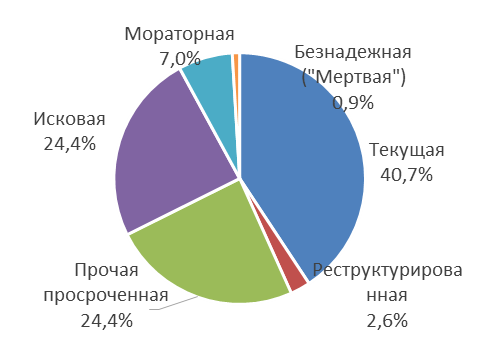 Мораторная
7,0%
Безнадежная
("Мертвая")
0,9%
Исковая
24,4%
Текущая
40,7%
Прочая
просроченная
24,4%
Реструктурирова
нная
2,6%